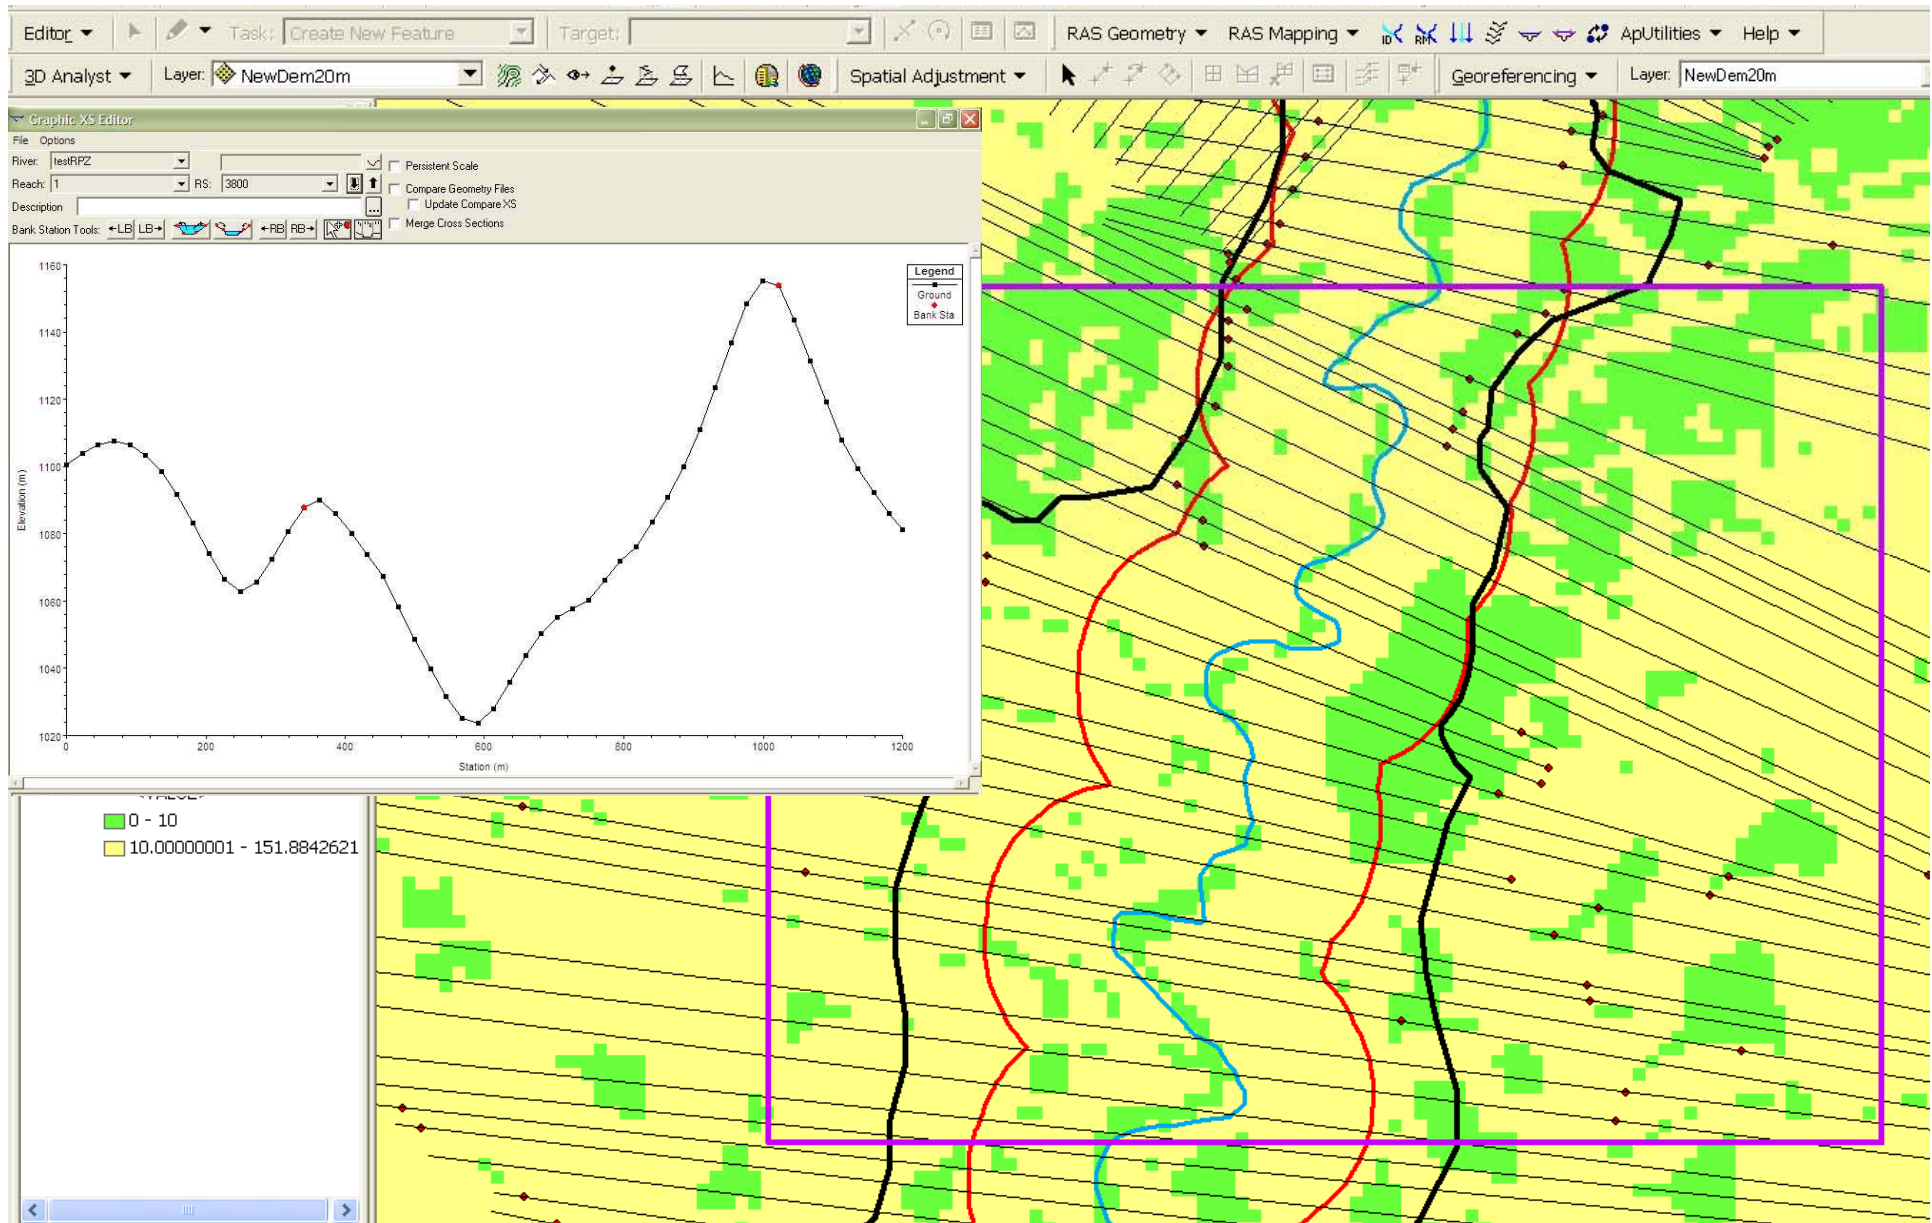 Editor Task: Create New Feature Target: RAS Geometry RAS Mapping ApUtilities Help
3D Analyst Layer: NewDem20m Spatial Adjustment Georeferencing Layer: NewDem20m
Graphic XS Editor
File Options
River: testRPZ Persistent Scale
Reach: 1 RS: 3800 Compare Geometry Files
Update Compare XS
Description ...
Merge Cross Sections
Bank Station Tools: LB LB RB RB
Legend
Ground
Bank Sta
1160
1140
1120
1100
1080
1060
1040
1020
Elevation (m)
0 200 400 600 800 1000 1200
Station (m)
0 - 10
10.00000001 - 151.8842621